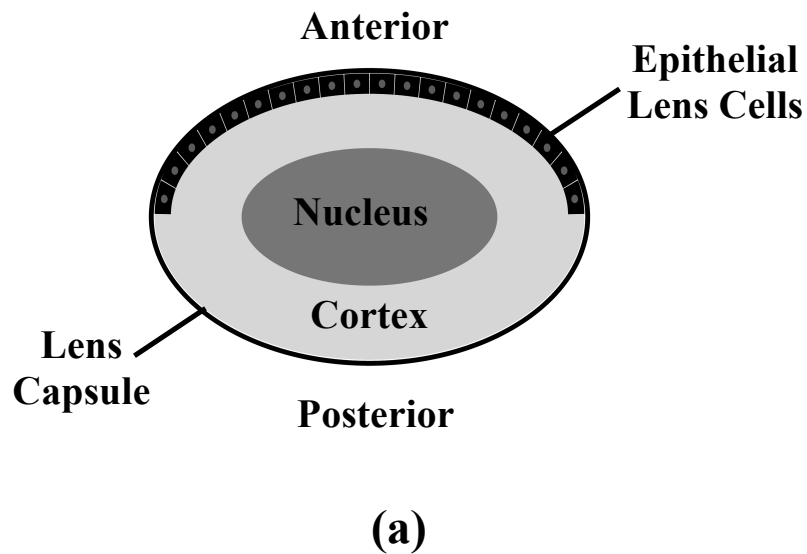 Anterior
Epithelial
Lens Cells
Nucleus
Cortex
Lens
Capsule
Posterior
(a)